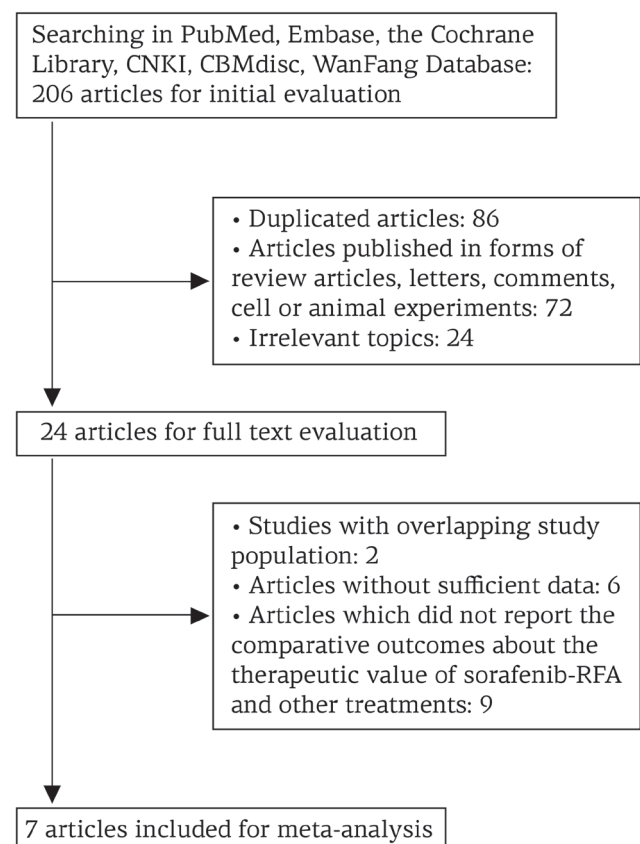 Searching in PubMed, Embase, the Cochrane
Library, CNKI, CBMdisc, WanFang Database:
206 articles for initial evaluation
• Duplicated articles: 86
• Articles published in forms of
review articles, letters, comments,
cell or animal experiments: 72
• Irrelevant topics: 24
24 articles for full text evaluation
• Studies with overlapping study
population: 2
• Articles without sufficient data: 6
• Articles which did not report the
comparative outcomes about the
therapeutic value of sorafenib-RFA
and other treatments: 9
7 articles included for meta-analysis